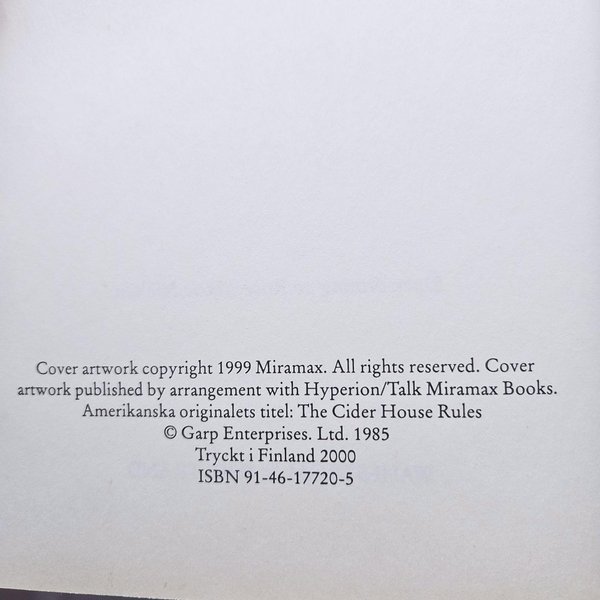 Cover artwork copyright 1999 Miramax. All rights reserved. Cover
artwork published by arrangement with Hyperion/Talk Miramax Books.
Amerikanska originalets titel: The Cider House Rules
© Garp Enterprises. Ltd. 1985
Tryckt i Finland 2000
ISBN 91-46-17720-5